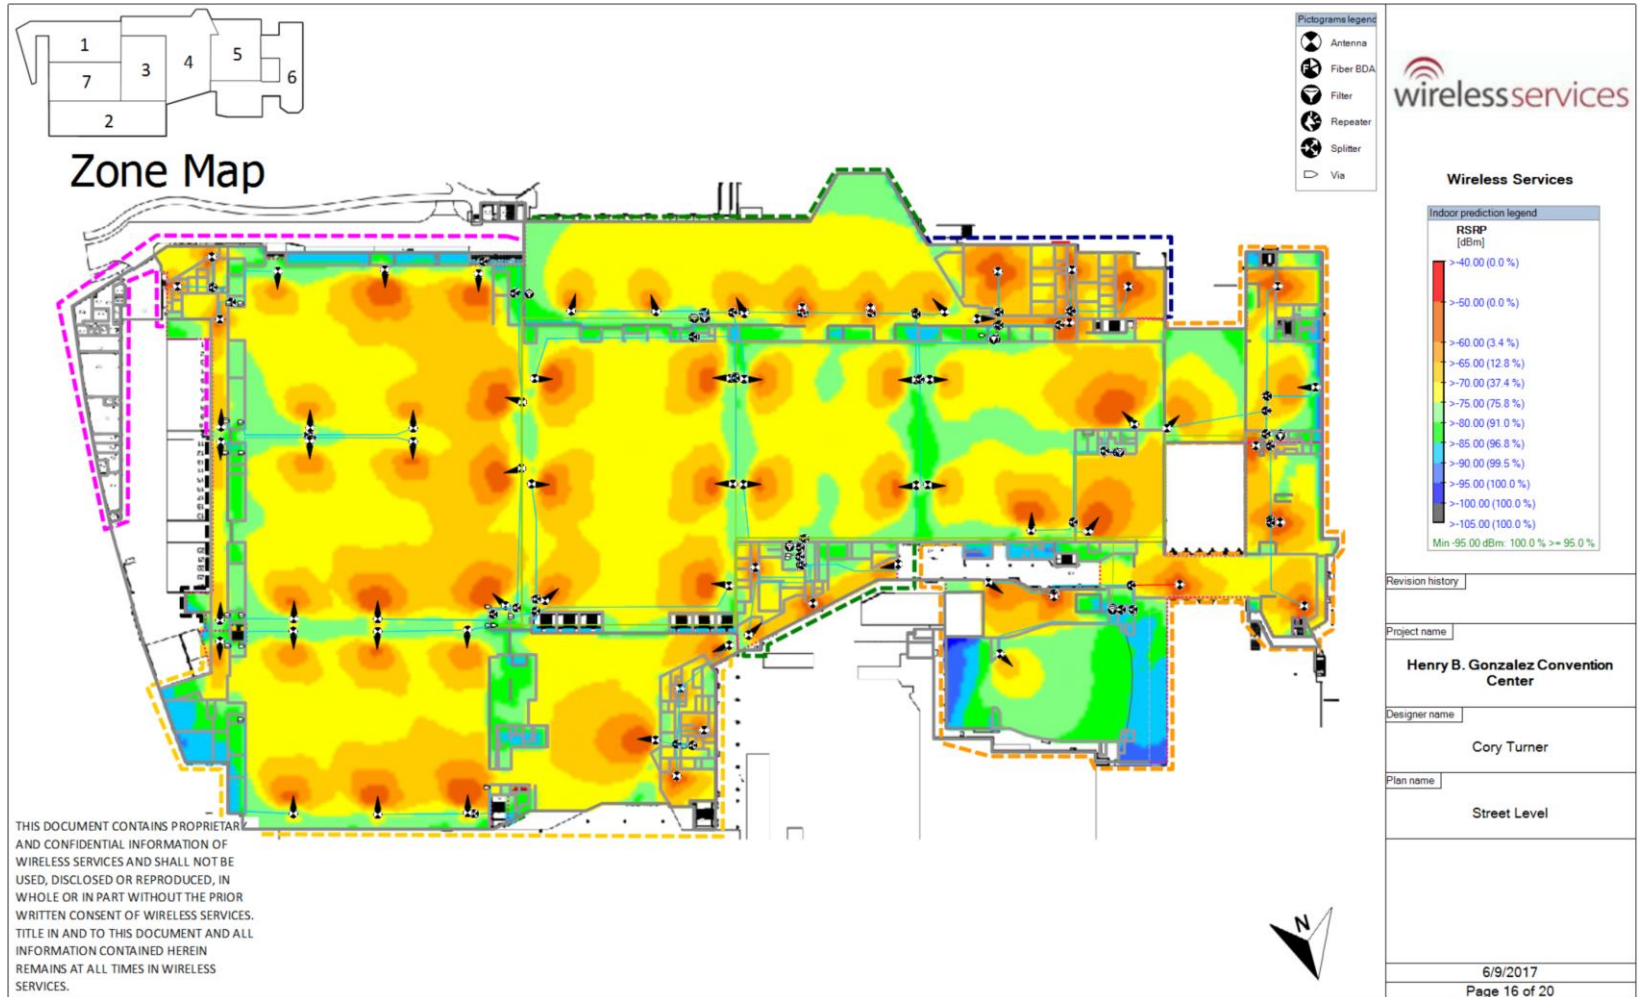 1
7
2
3
4
5
6
Zone Map
Pictograms legend
Antenna
Fiber BDA
Filter
Repeater
Splitter
Via
wirelessservices
Wireless Services
Indoor prediction legend
RSRP
[dBm]
>-40.00 (0.0 %)
>-50.00 (0.0 %)
>-60.00 (3.4 %)
>-65.00 (12.8 %)
>-70.00 (37.4 %)
>-75.00 (75.8 %)
>-80.00 (91.0 %)
>-85.00 (96.8 %)
>-90.00 (99.5 %)
>-95.00 (100.0 %)
>-100.00 (100.0 %)
>-105.00 (100.0 %)
Min -95.00 dBm: 100.0 % >= 95.0 %
Revision history
Project name
Henry B. Gonzalez Convention
Center
Designer name
Cory Turner
Plan name
Street Level
6/9/2017
Page 16 of 20
THIS DOCUMENT CONTAINS PROPRIETARY
AND CONFIDENTIAL INFORMATION OF
WIRELESS SERVICES AND SHALL NOT BE
USED, DISCLOSED OR REPRODUCED, IN
WHOLE OR IN PART WITHOUT THE PRIOR
WRITTEN CONSENT OF WIRELESS SERVICES.
TITLE IN AND TO THIS DOCUMENT AND ALL
INFORMATION CONTAINED HEREIN
REMAINS AT ALL TIMES IN WIRELESS
SERVICES.
N